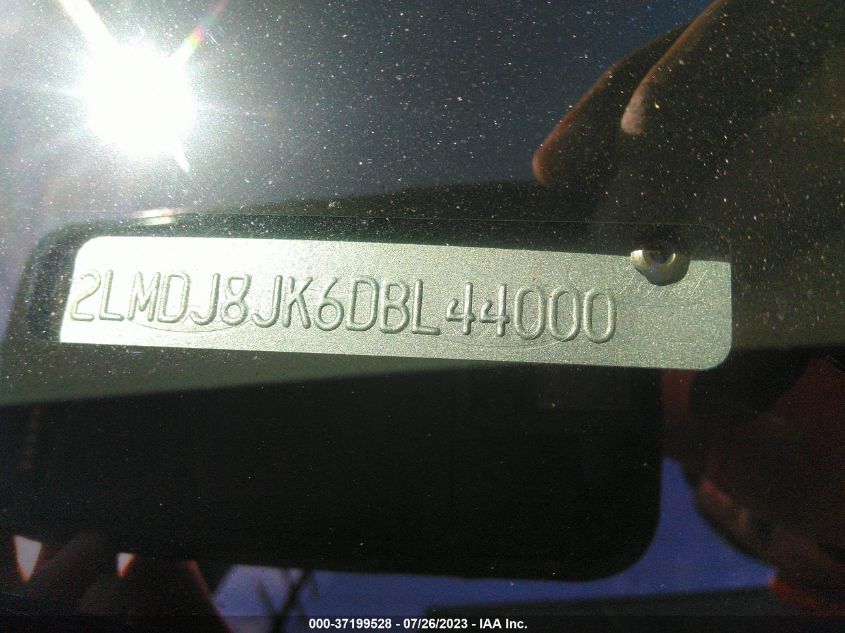 2LMDJ8JK6DBL44000
000-37199528 - 07/26/2023 - IAA Inc.